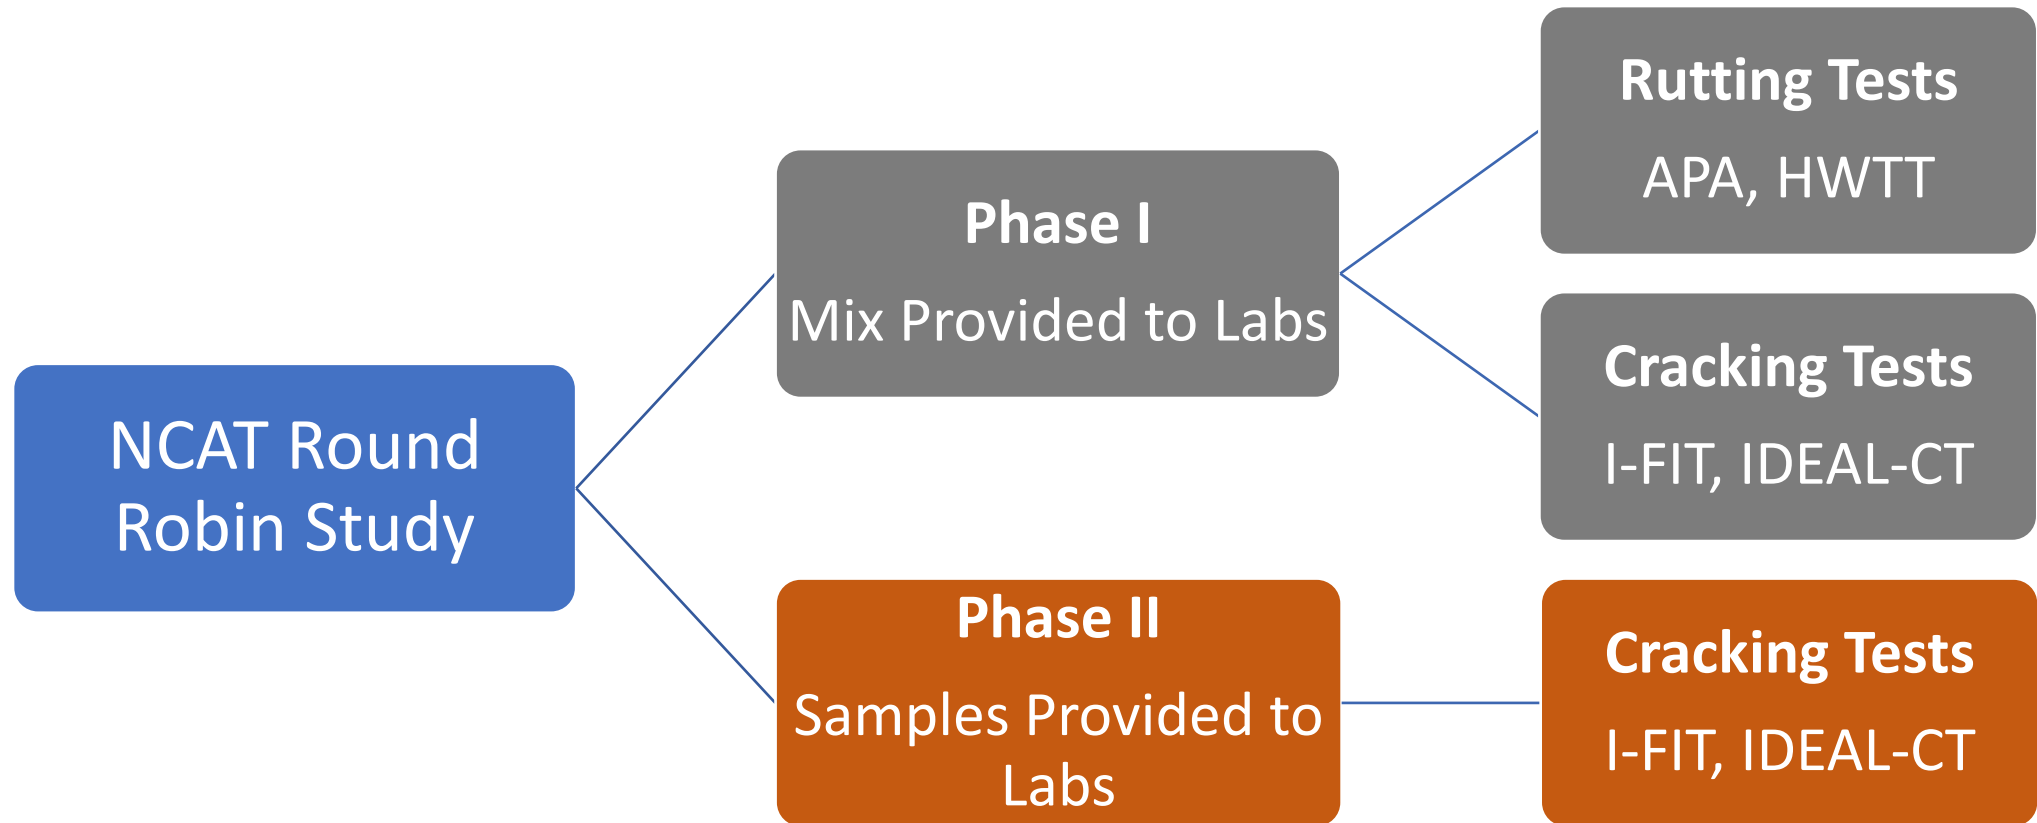 NCAT Round
Robin Study
Phase I
Mix Provided to Labs
Rutting Tests
APA, HWTT
Cracking Tests
I-FIT, IDEAL-CT
Phase II
Samples Provided to
Labs
Cracking Tests
I-FIT, IDEAL-CT